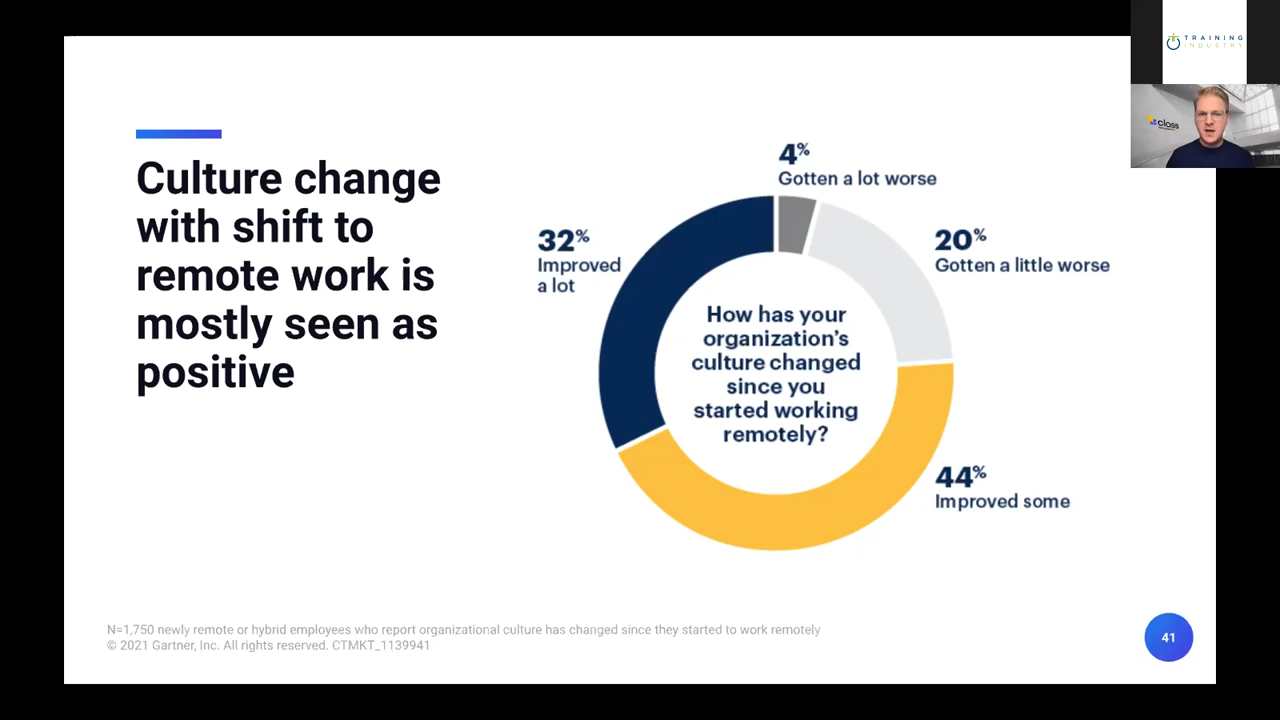 TRAINING
INDUSTRY
class
Culture change
with shift to
remote work is
mostly seen as
positive
4%
Gotten a lot worse
32%
Improved
a lot
20%
Gotten a little worse
How has your
organization's
culture changed
since you
started working
remotely?
44%
Improved some
N=1,750 newly remote or hybrid employees who report organizational culture has changed since they started to work remotely
© 2021 Gartner, Inc. All rights reserved. CTMKT_1139941
41